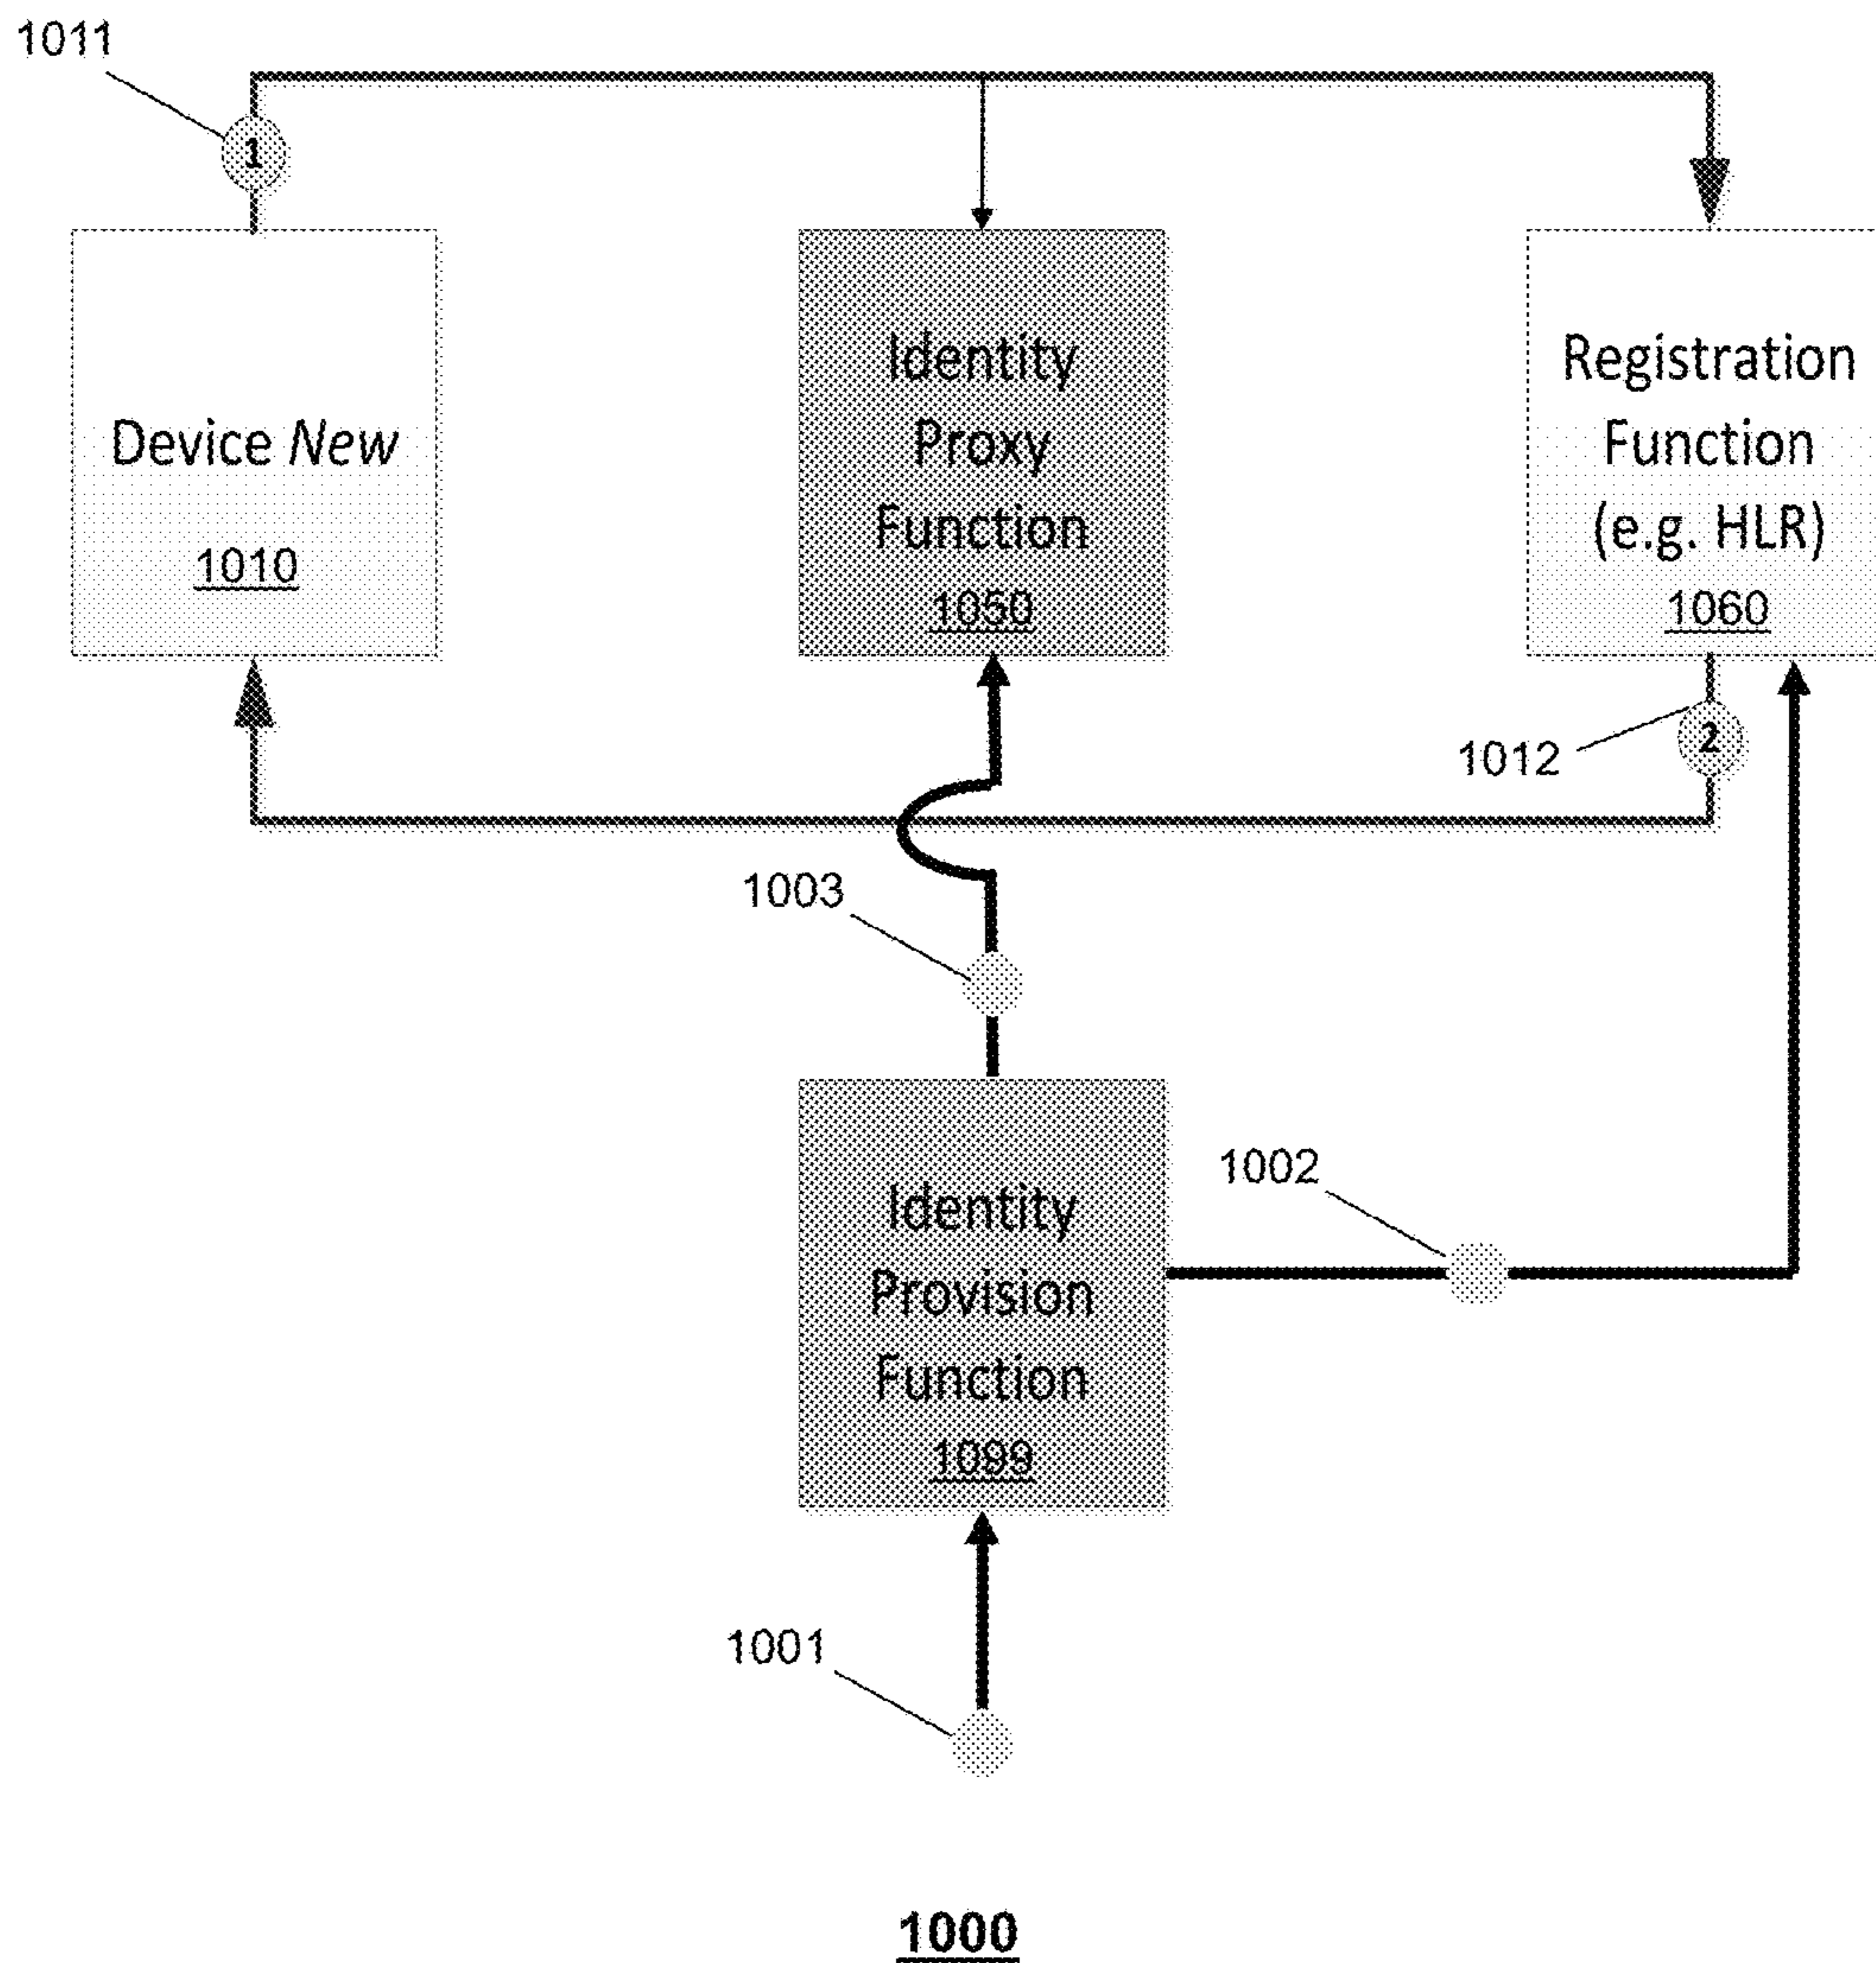 1011
1
Device New
1010
Identity
Proxy
Function
1050
Registration
Function
(e.g. HLR)
1060
1012
2
1003
1002
Identity
Provision
Function
1099
1001
1000